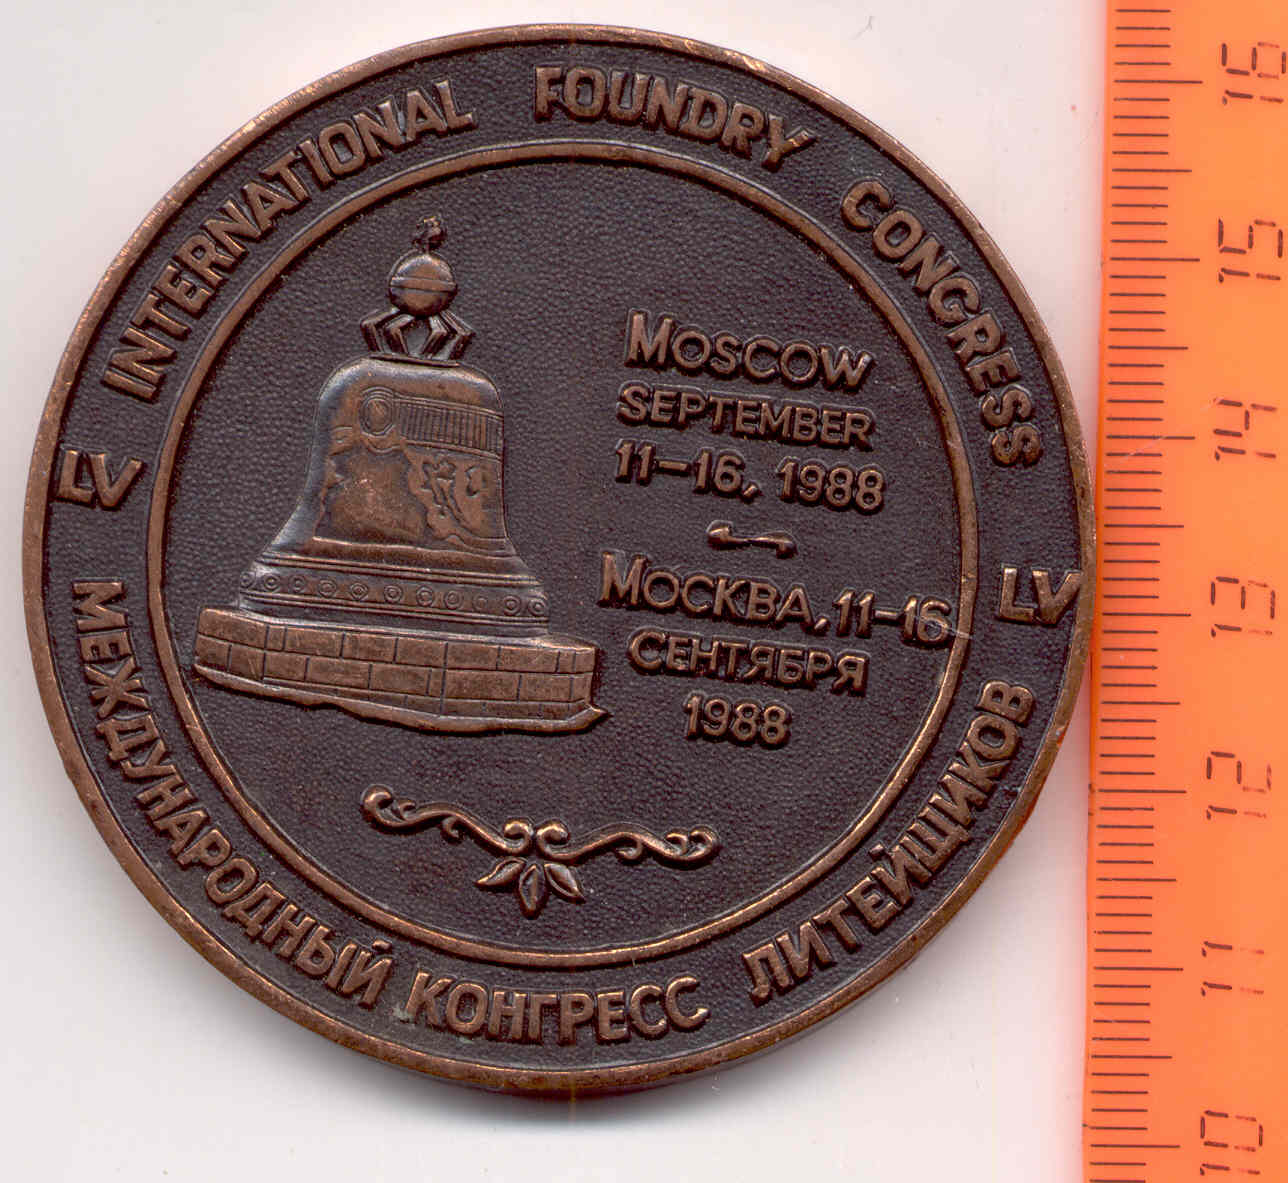 LV INTERNATIONAL FOUNDRY CONGRESS LV
MOSCOW
SEPTEMBER
11-16, 1988
МОСКВА, 11-16
СЕНТЯБРЯ
1988
МЕЖДУНАРОДНЫЙ КОНГРЕСС ЛИТЕЙЩИКОВ
16
15
14
13
12
11
10